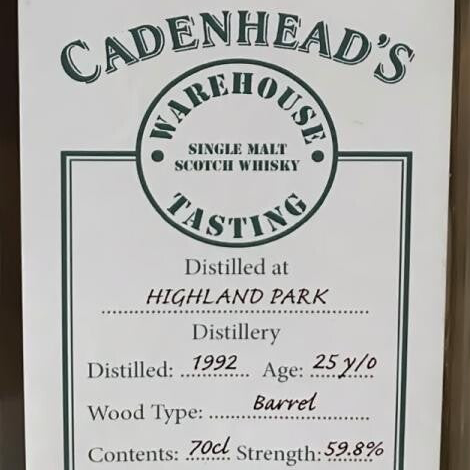 CADENHEAD'S
WAREHOUSE
SINGLE MALT
SCOTCH WHISKY
TASTING
Distilled at
HIGHLAND PARK
Distillery
Distilled: 1992 Age: 25 y/o
Wood Type: Barrel
Contents: 70cl Strength: 59.8%